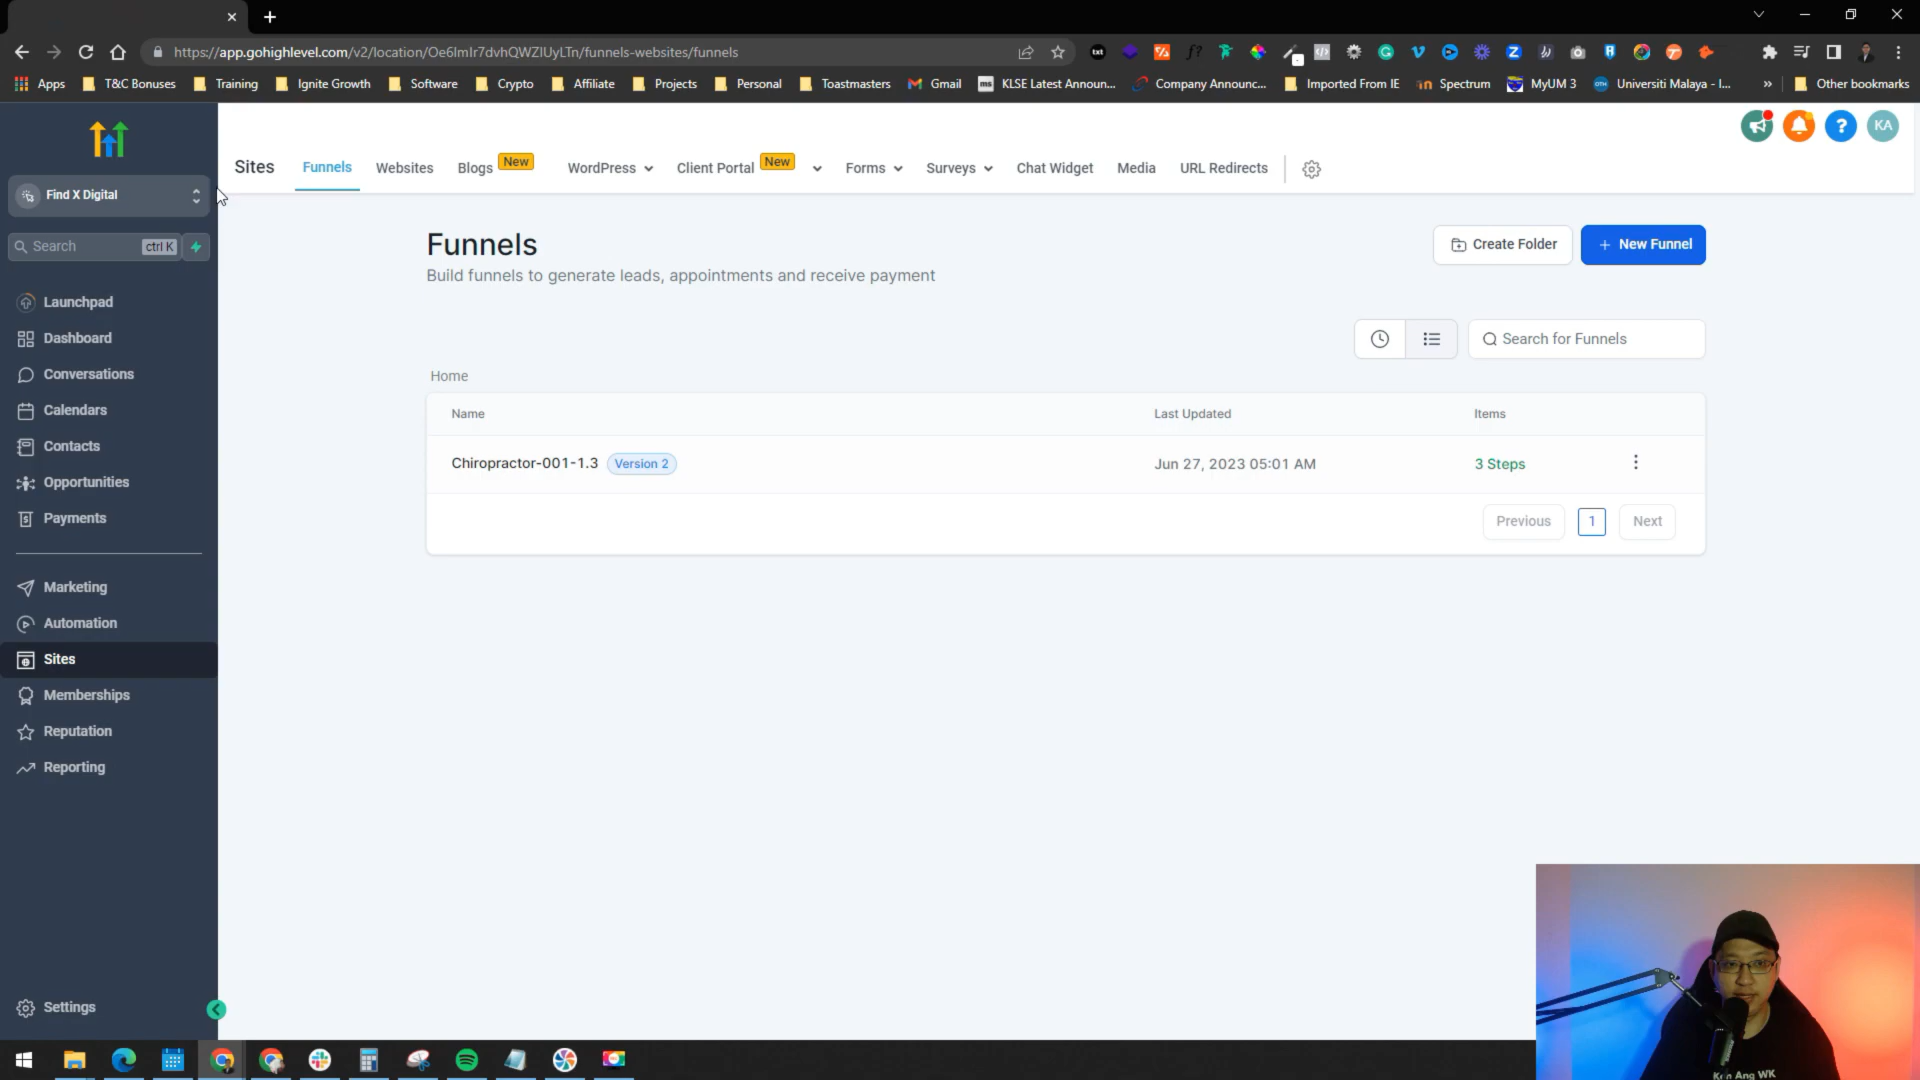 https://app.gohighlevel.com/v2/location/Oe6lmIr7dvhQWZlUyLTn/funnels-websites/funnels
Apps T&C Bonuses Training Ignite Growth Software Crypto Affiliate Projects Personal Toastmasters Gmail KLSE Latest Announ... Company Announc... Imported From IE Spectrum MyUM 3 Universiti Malaya - I... » Other bookmarks
KA
Sites Funnels Websites Blogs New WordPress Client Portal New Forms Surveys Chat Widget Media URL Redirects
Find X Digital
Search ctrl K
Launchpad
Dashboard
Conversations
Calendars
Contacts
Opportunities
Payments
Marketing
Automation
Sites
Memberships
Reputation
Reporting
Settings
Funnels
Build funnels to generate leads, appointments and receive payment
Create Folder
+ New Funnel
Search for Funnels
Home
Name Last Updated Items
Chiropractor-001-1.3 Version 2 Jun 27, 2023 05:01 AM 3 Steps
Previous 1 Next
Ken Ang WK